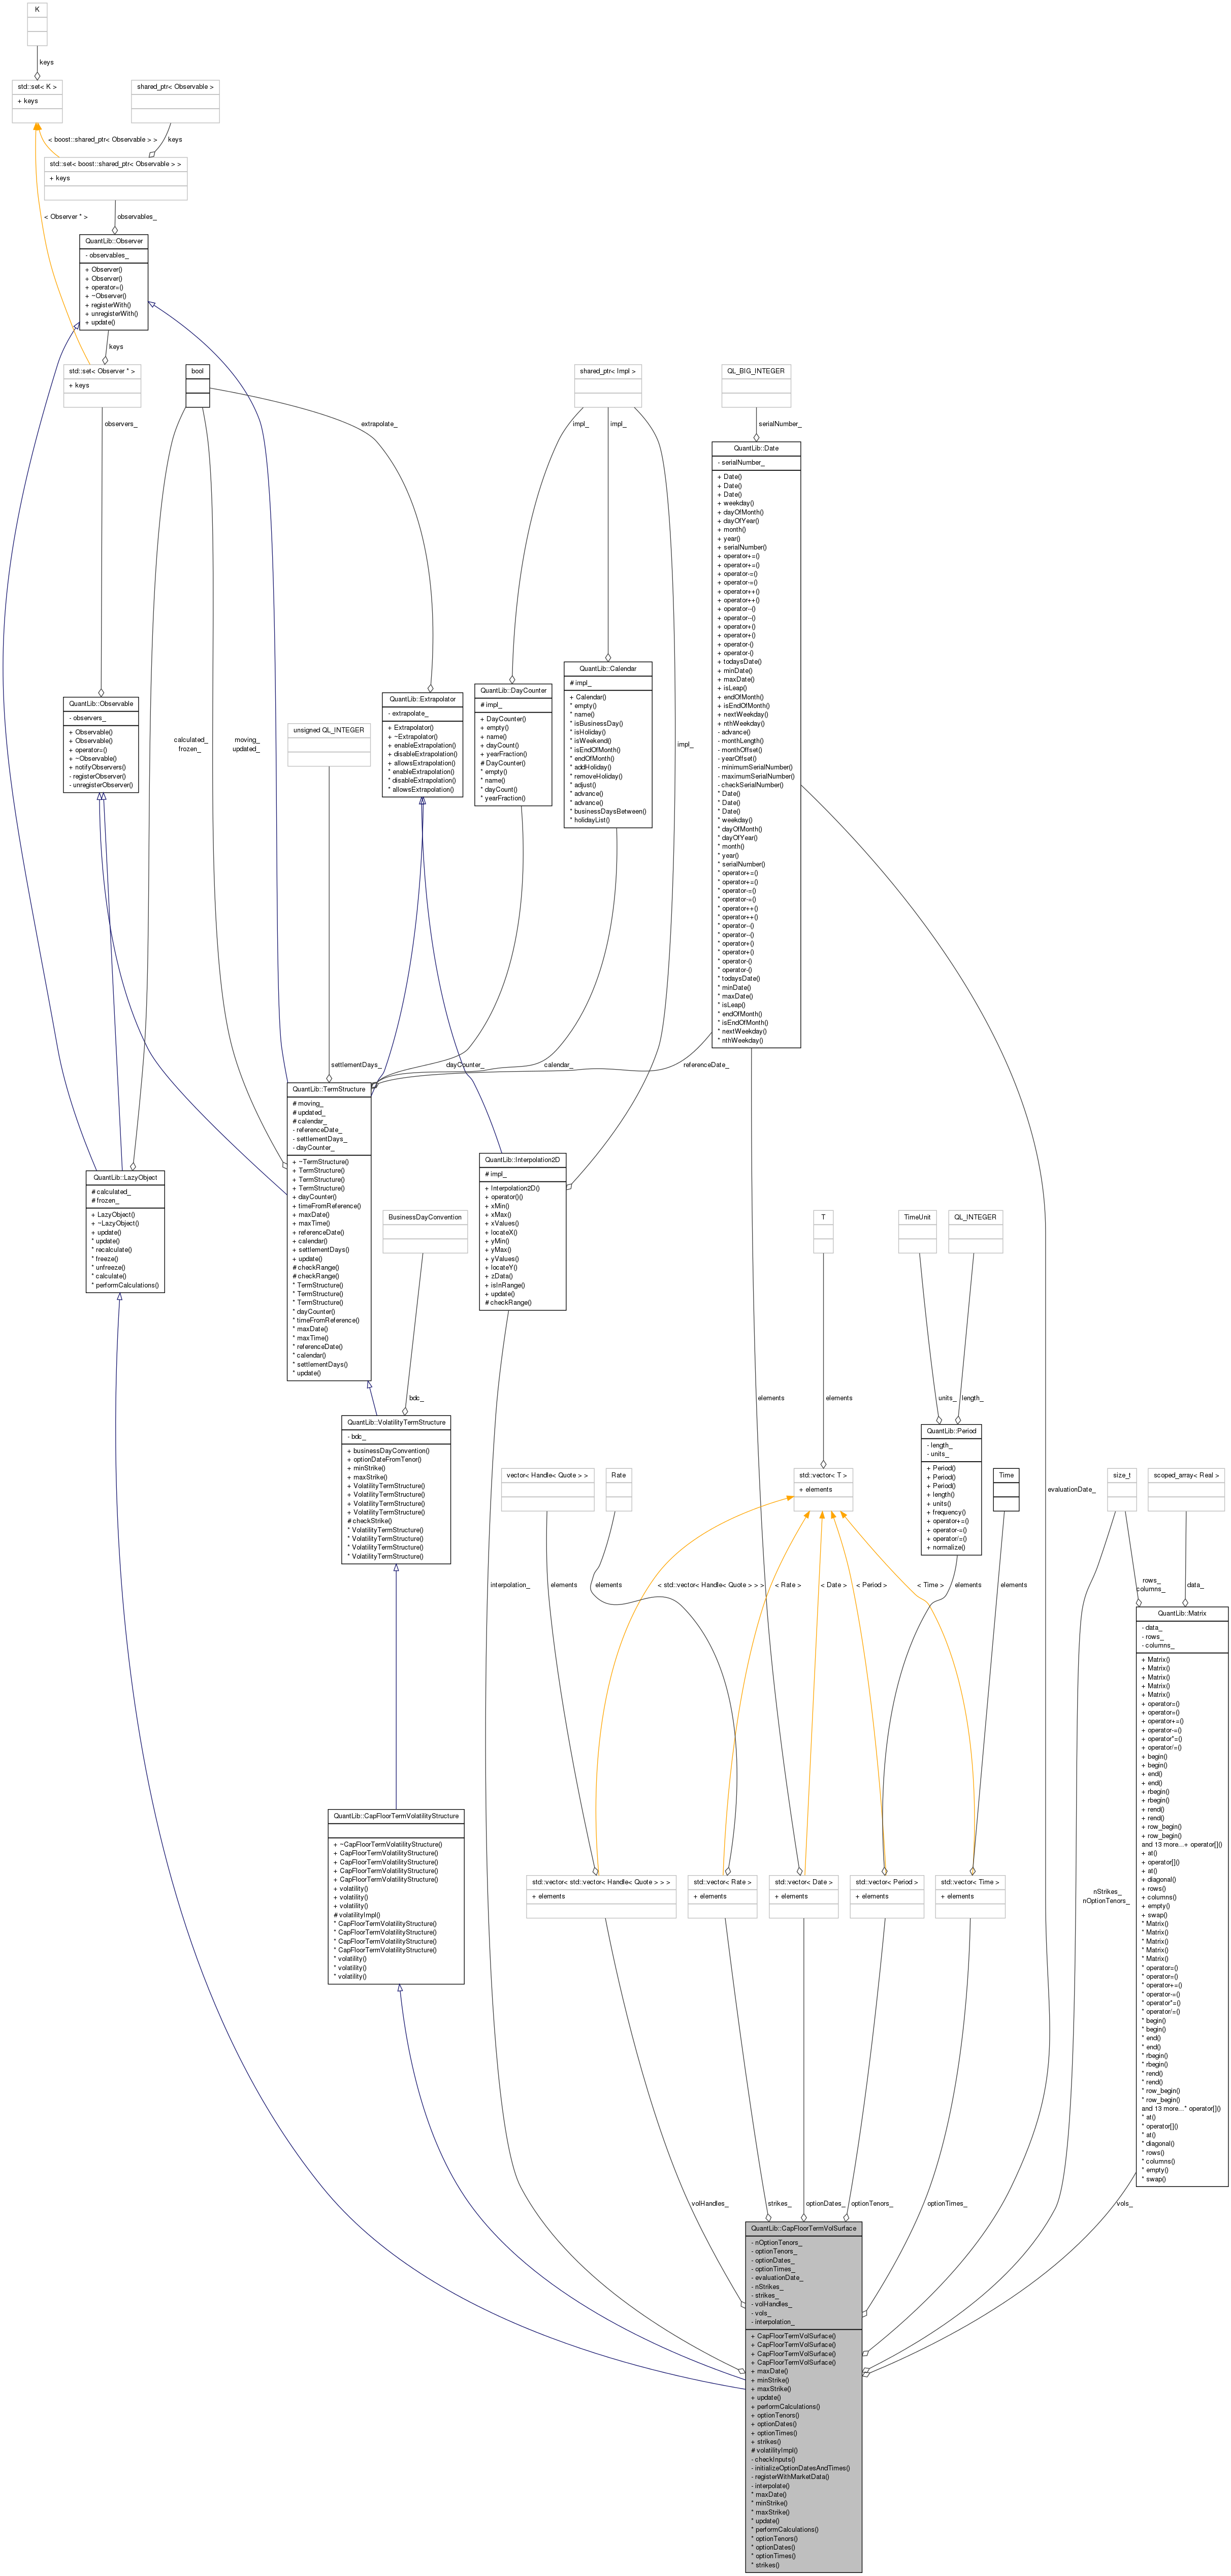 K
keys
std::set< K >
+ keys
shared_ptr< Observable >
< boost::shared_ptr< Observable > >
keys
std::set< boost::shared_ptr< Observable > >
+ keys
< Observer * >
observables_
QuantLib::Observer
- observables_
+ Observer()
+ Observer()
+ operator=()
+ ~Observer()
+ registerWith()
+ unregisterWith()
+ update()
keys
std::set< Observer * >
+ keys
bool
shared_ptr< Impl >
QL_BIG_INTEGER
observers_
extrapolate_
impl_
impl_
serialNumber_
QuantLib::Date
- serialNumber_
+ Date()
+ Date()
+ Date()
+ weekday()
+ dayOfMonth()
+ dayOfYear()
+ month()
+ year()
+ serialNumber()
+ operator+=()
+ operator+=()
+ operator-=()
+ operator-=()
+ operator++()
+ operator++()
+ operator--()
+ operator--()
+ operator+()
+ operator+()
+ operator-()
+ operator-()
+ todaysDate()
+ minDate()
+ maxDate()
+ isLeap()
+ endOfMonth()
+ isEndOfMonth()
+ nextWeekday()
+ nthWeekday()
- advance()
- monthLength()
- monthOffset()
- yearOffset()
- minimumSerialNumber()
- maximumSerialNumber()
- checkSerialNumber()
* Date()
* Date()
* Date()
* weekday()
* dayOfMonth()
* dayOfYear()
* month()
* year()
* serialNumber()
* operator+=()
* operator+=()
* operator-=()
* operator-=()
* operator++()
* operator++()
* operator--()
* operator--()
* operator+()
* operator+()
* operator-()
* operator-()
* todaysDate()
* minDate()
* maxDate()
* isLeap()
* endOfMonth()
* isEndOfMonth()
* nextWeekday()
* nthWeekday()
QuantLib::Observable
- observers_
+ Observable()
+ Observable()
+ operator=()
+ ~Observable()
+ notifyObservers()
- registerObserver()
- unregisterObserver()
calculated_
frozen_
moving_
updated_
unsigned QL_INTEGER
QuantLib::Extrapolator
- extrapolate_
+ Extrapolator()
+ ~Extrapolator()
+ enableExtrapolation()
+ disableExtrapolation()
+ allowsExtrapolation()
* enableExtrapolation()
* disableExtrapolation()
* allowsExtrapolation()
QuantLib::DayCounter
# impl_
+ DayCounter()
+ empty()
+ name()
+ dayCount()
+ yearFraction()
# DayCounter()
* empty()
* name()
* dayCount()
* yearFraction()
QuantLib::Calendar
# impl_
+ Calendar()
* empty()
* name()
* isBusinessDay()
* isHoliday()
* isWeekend()
* isEndOfMonth()
* endOfMonth()
* addHoliday()
* removeHoliday()
* adjust()
* advance()
* advance()
* businessDaysBetween()
* holidayList()
impl_
settlementDays_
dayCounter_
calendar_
referenceDate_
QuantLib::TermStructure
# moving_
# updated_
# calendar_
- referenceDate_
- settlementDays_
- dayCounter_
+ ~TermStructure()
+ TermStructure()
+ TermStructure()
+ TermStructure()
+ dayCounter()
+ timeFromReference()
+ maxDate()
+ maxTime()
+ referenceDate()
+ calendar()
+ settlementDays()
+ update()
# checkRange()
# checkRange()
* TermStructure()
* TermStructure()
* TermStructure()
* dayCounter()
* timeFromReference()
* maxDate()
* maxTime()
* referenceDate()
* calendar()
* settlementDays()
* update()
QuantLib::LazyObject
# calculated_
# frozen_
+ LazyObject()
+ ~LazyObject()
+ update()
* update()
* recalculate()
* freeze()
* unfreeze()
* calculate()
* performCalculations()
BusinessDayConvention
QuantLib::Interpolation2D
# impl_
+ Interpolation2D()
+ operator()()
+ xMin()
+ xMax()
+ xValues()
+ locateX()
+ yMin()
+ yMax()
+ yValues()
+ locateY()
+ zData()
+ isInRange()
+ update()
# checkRange()
T
TimeUnit
QL_INTEGER
bdc_
elements
elements
units_
length_
QuantLib::VolatilityTermStructure
- bdc_
+ businessDayConvention()
+ optionDateFromTenor()
+ minStrike()
+ maxStrike()
+ VolatilityTermStructure()
+ VolatilityTermStructure()
+ VolatilityTermStructure()
+ VolatilityTermStructure()
# checkStrike()
* VolatilityTermStructure()
* VolatilityTermStructure()
* VolatilityTermStructure()
* VolatilityTermStructure()
vector< Handle< Quote > >
Rate
std::vector< T >
+ elements
QuantLib::Period
- length_
- units_
+ Period()
+ Period()
+ Period()
+ length()
+ units()
+ frequency()
+ operator+=()
+ operator-=()
+ operator/=()
+ normalize()
Time
evaluationDate_
size_t
scoped_array< Real >
interpolation_
elements
elements
< std::vector< Handle< Quote > > >
< Rate >
< Date >
< Period >
< Time >
elements
elements
rows_
columns_
data_
QuantLib::Matrix
- data_
- rows_
- columns_
+ Matrix()
+ Matrix()
+ Matrix()
+ Matrix()
+ Matrix()
+ operator=()
+ operator=()
+ operator+=()
+ operator-=()
+ operator*=()
+ operator/=()
+ begin()
+ begin()
+ end()
+ end()
+ rbegin()
+ rbegin()
+ rend()
+ rend()
+ row_begin()
+ row_begin()
and 13 more...+ operator[]()
+ at()
+ operator[]()
+ at()
+ diagonal()
+ rows()
+ columns()
+ empty()
+ swap()
* Matrix()
* Matrix()
* Matrix()
* Matrix()
* Matrix()
* operator=()
* operator=()
* operator+=()
* operator-=()
* operator*=()
* operator/=()
* begin()
* begin()
* end()
* end()
* rbegin()
* rbegin()
* rend()
* rend()
* row_begin()
* row_begin()
and 13 more...* operator[]()
* at()
* operator[]()
* at()
* diagonal()
* rows()
* columns()
* empty()
* swap()
QuantLib::CapFloorTermVolatilityStructure
+ ~CapFloorTermVolatilityStructure()
+ CapFloorTermVolatilityStructure()
+ CapFloorTermVolatilityStructure()
+ CapFloorTermVolatilityStructure()
+ CapFloorTermVolatilityStructure()
+ volatility()
+ volatility()
+ volatility()
# volatilityImpl()
* CapFloorTermVolatilityStructure()
* CapFloorTermVolatilityStructure()
* CapFloorTermVolatilityStructure()
* CapFloorTermVolatilityStructure()
* volatility()
* volatility()
* volatility()
std::vector< std::vector< Handle< Quote > > >
+ elements
std::vector< Rate >
+ elements
std::vector< Date >
+ elements
std::vector< Period >
+ elements
std::vector< Time >
+ elements
nStrikes_
nOptionTenors_
volHandles_
strikes_
optionDates_
optionTenors_
optionTimes_
vols_
QuantLib::CapFloorTermVolSurface
- nOptionTenors_
- optionTenors_
- optionDates_
- optionTimes_
- evaluationDate_
- nStrikes_
- strikes_
- volHandles_
- vols_
- interpolation_
+ CapFloorTermVolSurface()
+ CapFloorTermVolSurface()
+ CapFloorTermVolSurface()
+ CapFloorTermVolSurface()
+ maxDate()
+ minStrike()
+ maxStrike()
+ update()
+ performCalculations()
+ optionTenors()
+ optionDates()
+ optionTimes()
+ strikes()
# volatilityImpl()
- checkInputs()
- initializeOptionDatesAndTimes()
- registerWithMarketData()
- interpolate()
* maxDate()
* minStrike()
* maxStrike()
* update()
* performCalculations()
* optionTenors()
* optionDates()
* optionTimes()
* strikes()